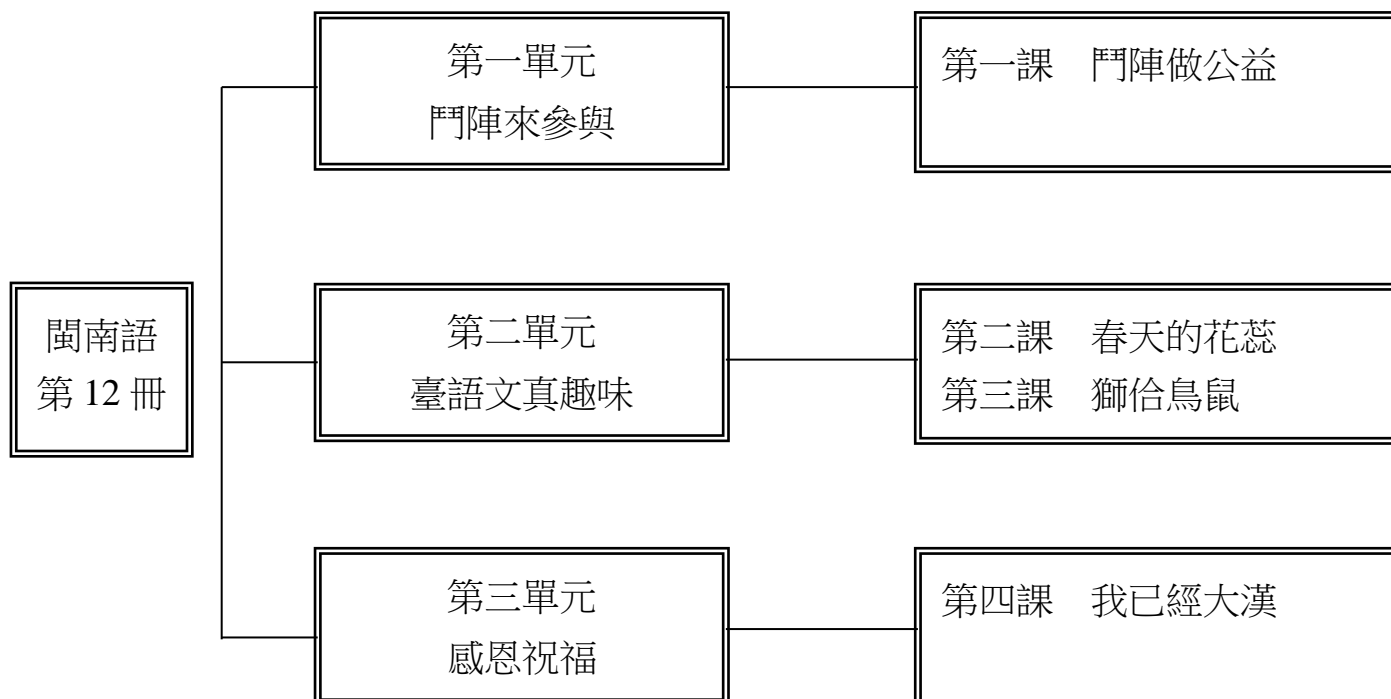 閩南語
第 12 冊
第一單元
鬥陣來參與
第一課　鬥陣做公益
第二單元
臺語文真趣味
第二課　春天的花蕊
第三課　獅佮鳥鼠
第三單元
感恩祝福
第四課　我已經大漢